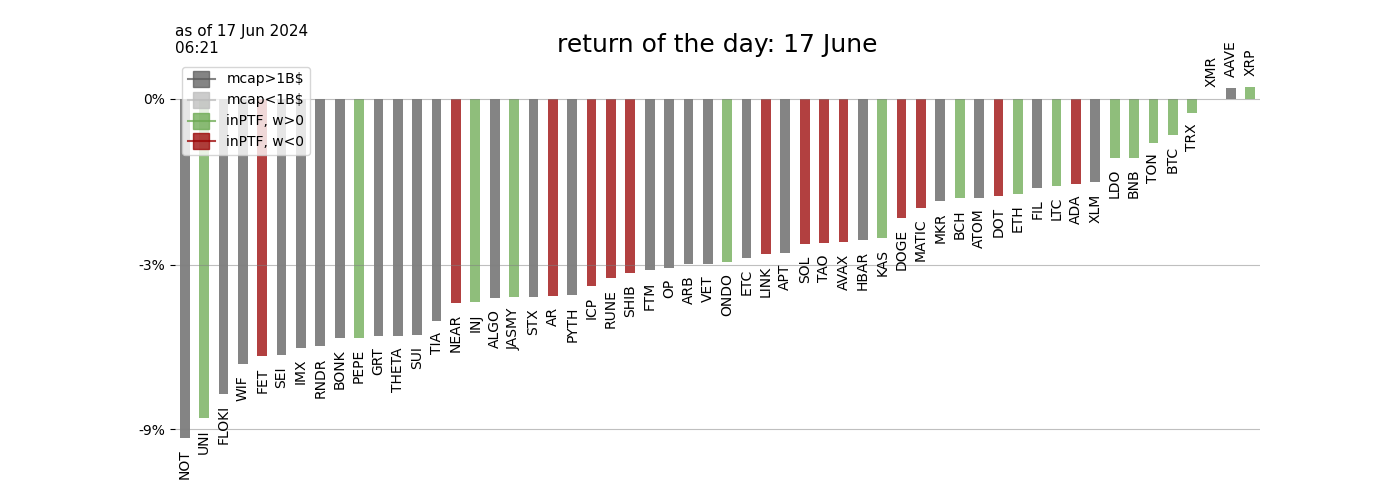 as of 17 Jun 2024
06:21
return of the day: 17 June
mcap>1B$
mcap<1B$
inPTF, w>0
inPTF, w<0
0%
-3%
-9%
NOT
UNI
FLOKI
WIF
FET
SEI
IMX
RNDR
BONK
PEPE
GRT
THETA
SUI
TIA
NEAR
INJ
ALGO
JASMY
STX
AR
PYTH
ICP
RUNE
SHIB
FTM
OP
ARB
VET
ONDO
ETC
LINK
APT
SOL
TAO
AVAX
HBAR
KAS
DOGE
MATIC
MKR
BCH
ATOM
DOT
ETH
FIL
LTC
ADA
XLM
LDO
BNB
TON
BTC
TRX
XMR
AAVE
XRP